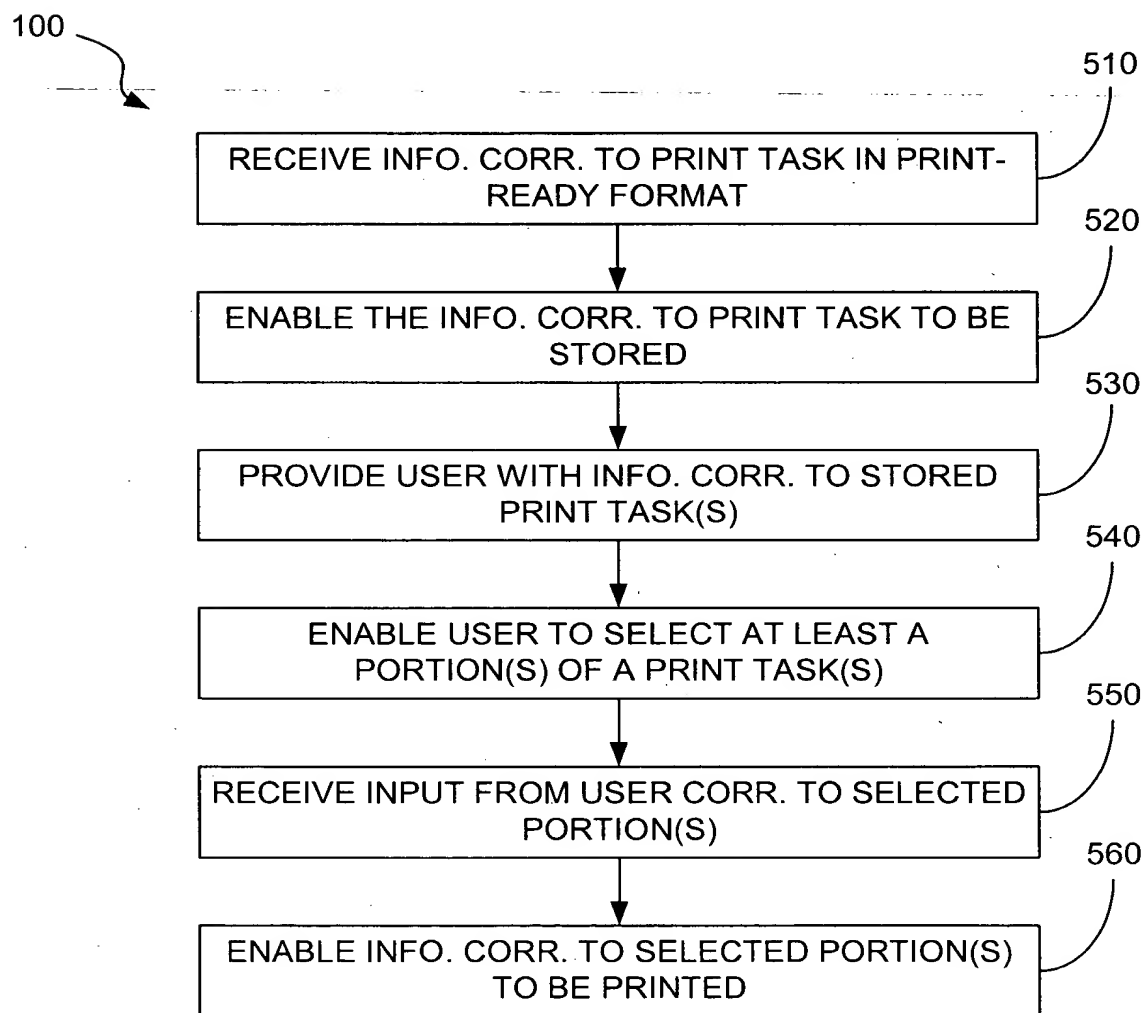 100
510
RECEIVE INFO. CORR. TO PRINT TASK IN PRINT-
READY FORMAT
520
ENABLE THE INFO. CORR. TO PRINT TASK TO BE
STORED
530
PROVIDE USER WITH INFO. CORR. TO STORED
PRINT TASK(S)
540
ENABLE USER TO SELECT AT LEAST A
PORTION(S) OF A PRINT TASK(S)
550
RECEIVE INPUT FROM USER CORR. TO SELECTED
PORTION(S)
560
ENABLE INFO. CORR. TO SELECTED PORTION(S)
TO BE PRINTED